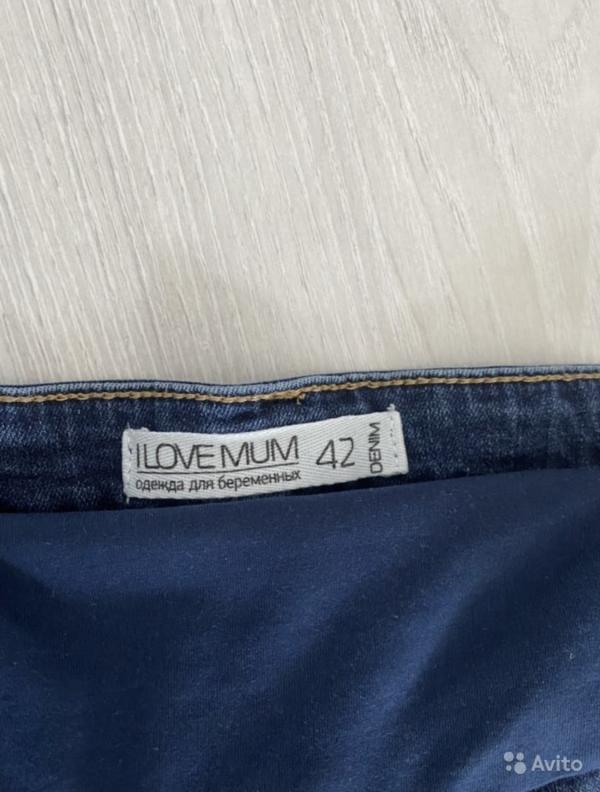 I LOVE MUM 42 DENIM
одежда для беременных
Avito